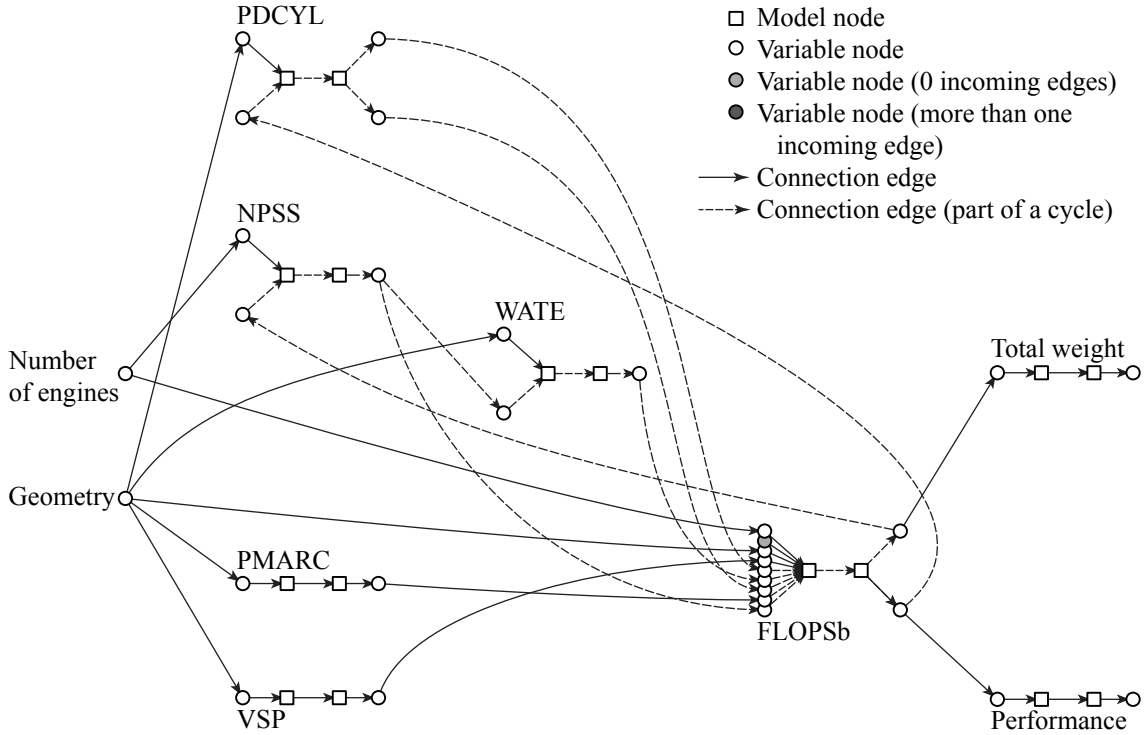 PDCYL
Model node
Variable node
Variable node (0 incoming edges)
Variable node (more than one
incoming edge)
Connection edge
Connection edge (part of a cycle)
NPSS
WATE
Number
of engines
Total weight
Geometry
PMARC
FLOPSb
VSP
Performance